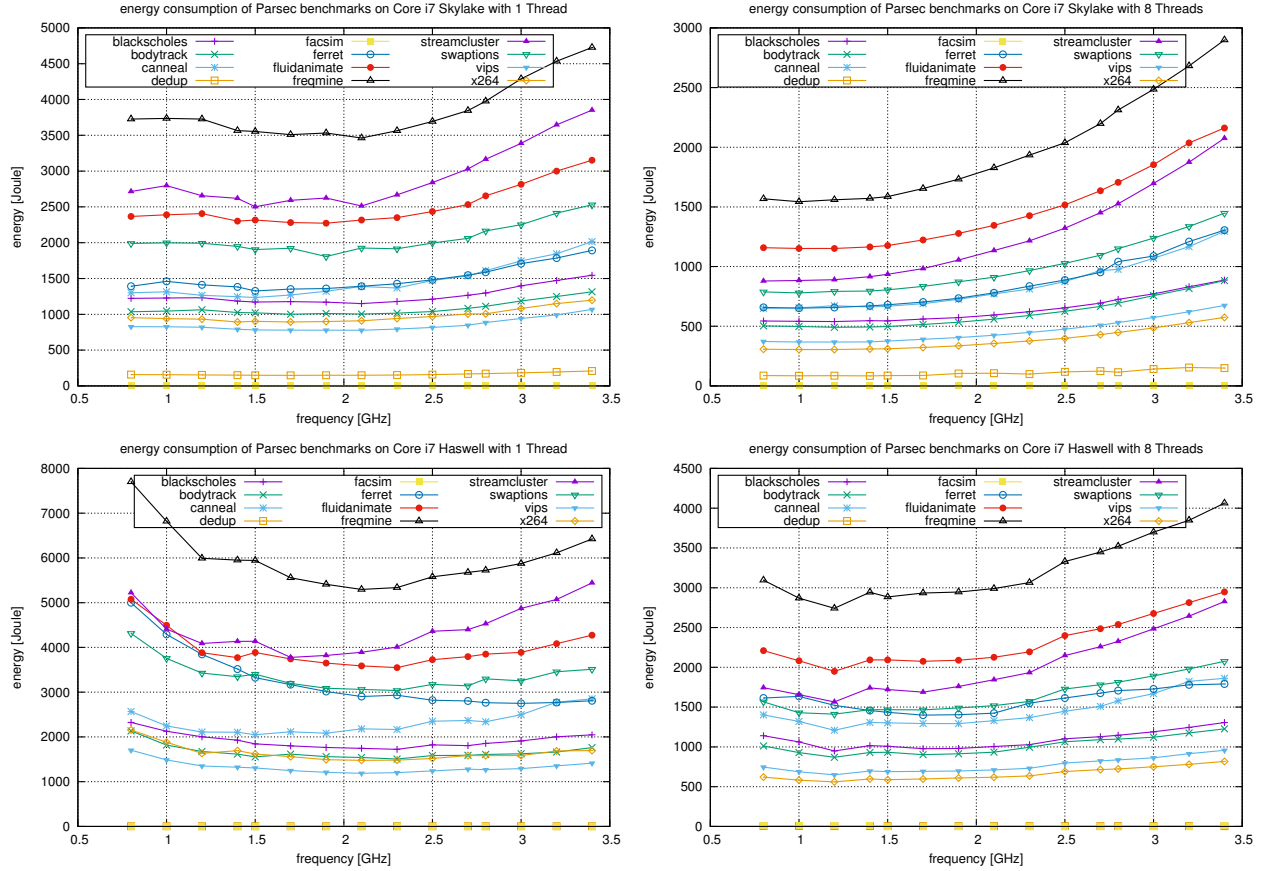 energy consumption of Parsec benchmarks on Core i7 Skylake with 1 Thread
5000
4500
4000
3500
3000
2500
2000
1500
1000
500
0
energy [Joule]
blackscholes
bodytrack
canneal
dedup
facsim
ferret
fluidanimate
freqmine
streamcluster
swaptions
vips
x264
0.5 1 1.5 2 2.5 3 3.5
frequency [GHz]
energy consumption of Parsec benchmarks on Core i7 Skylake with 8 Threads
3000
2500
2000
1500
1000
500
0
energy [Joule]
blackscholes
bodytrack
canneal
dedup
facsim
ferret
fluidanimate
freqmine
streamcluster
swaptions
vips
x264
0.5 1 1.5 2 2.5 3 3.5
frequency [GHz]
energy consumption of Parsec benchmarks on Core i7 Haswell with 1 Thread
8000
7000
6000
5000
4000
3000
2000
1000
0
energy [Joule]
blackscholes
bodytrack
canneal
dedup
facsim
ferret
fluidanimate
freqmine
streamcluster
swaptions
vips
x264
0.5 1 1.5 2 2.5 3 3.5
frequency [GHz]
energy consumption of Parsec benchmarks on Core i7 Haswell with 8 Threads
4500
4000
3500
3000
2500
2000
1500
1000
500
0
energy [Joule]
blackscholes
bodytrack
canneal
dedup
facsim
ferret
fluidanimate
freqmine
streamcluster
swaptions
vips
x264
0.5 1 1.5 2 2.5 3 3.5
frequency [GHz]